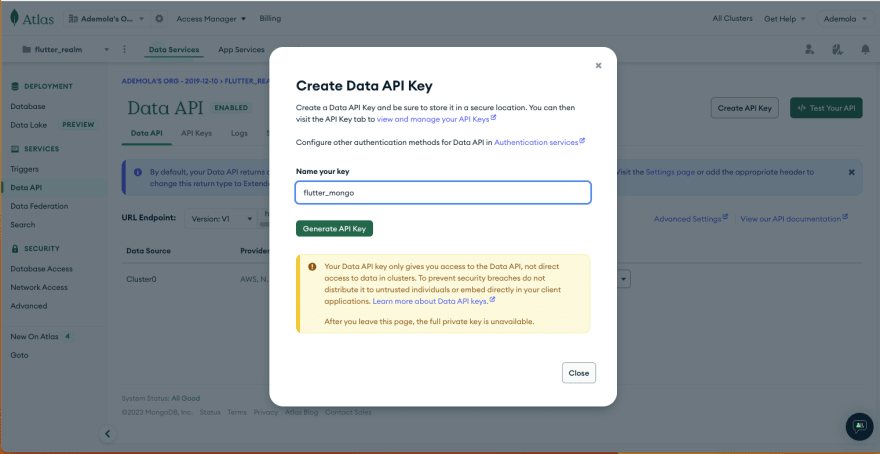 Atlas
Ademola's O...
Access Manager
Billing
All Clusters
Get Help
Ademola
flutter_realm
Data Services
App Services
DEPLOYMENT
Database
Data Lake PREVIEW
SERVICES
Triggers
Data API
Data Federation
Search
SECURITY
Database Access
Network Access
Advanced
New On Atlas 4
Goto
ADEMOLA'S ORG - 2019-12-10 > FLUTTER_REA
Data API ENABLED
Create API Key
</> Test Your API
Data API
API Keys
Logs
By default, your Data API returns
change this return type to Extend
Visit the Settings page or add the appropriate header to
URL Endpoint:
Version: V1
Advanced Settings
View our API documentation
Data Source
Provider
Cluster0
AWS, N.
Create Data API Key
Create a Data API Key and be sure to store it in a secure location. You can then
visit the API Key tab to view and manage your API Keys
Configure other authentication methods for Data API in Authentication services
Name your key
flutter_mongo
Generate API Key
Your Data API key only gives you access to the Data API, not direct
access to data in clusters. To prevent security breaches do not
distribute it to untrusted individuals or embed directly in your client
applications. Learn more about Data API keys.
After you leave this page, the full private key is unavailable.
Close
System Status: All Good
©2023 MongoDB, Inc. Status Terms Privacy Atlas Blog Contact Sales